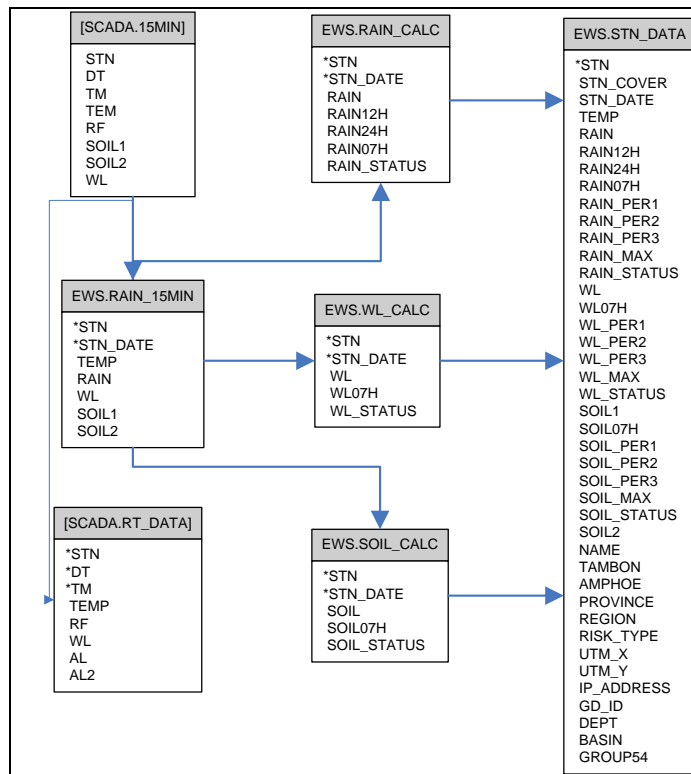 [SCADA.15MIN]
STN
DT
TM
TEM
RF
SOIL1
SOIL2
WL
EWS.RAIN_15MIN
*STN
*STN_DATE
TEMP
RAIN
WL
SOIL1
SOIL2
[SCADA.RT_DATA]
*STN
*DT
*TM
TEMP
RF
WL
AL
AL2
EWS.RAIN_CALC
*STN
*STN_DATE
RAIN
RAIN12H
RAIN24H
RAIN07H
RAIN_STATUS
EWS.WL_CALC
*STN
*STN_DATE
WL
WL07H
WL_STATUS
EWS.SOIL_CALC
*STN
*STN_DATE
SOIL
SOIL07H
SOIL_STATUS
EWS.STN_DATA
*STN
STN_COVER
STN_DATE
TEMP
RAIN
RAIN12H
RAIN24H
RAIN07H
RAIN_PER1
RAIN_PER2
RAIN_PER3
RAIN_MAX
RAIN_STATUS
WL
WL07H
WL_PER1
WL_PER2
WL_PER3
WL_MAX
WL_STATUS
SOIL1
SOIL07H
SOIL_PER1
SOIL_PER2
SOIL_PER3
SOIL_MAX
SOIL_STATUS
SOIL2
NAME
TAMBON
AMPHOE
PROVINCE
REGION
RISK_TYPE
UTM_X
UTM_Y
IP_ADDRESS
GD_ID
DEPT
BASIN
GROUP54